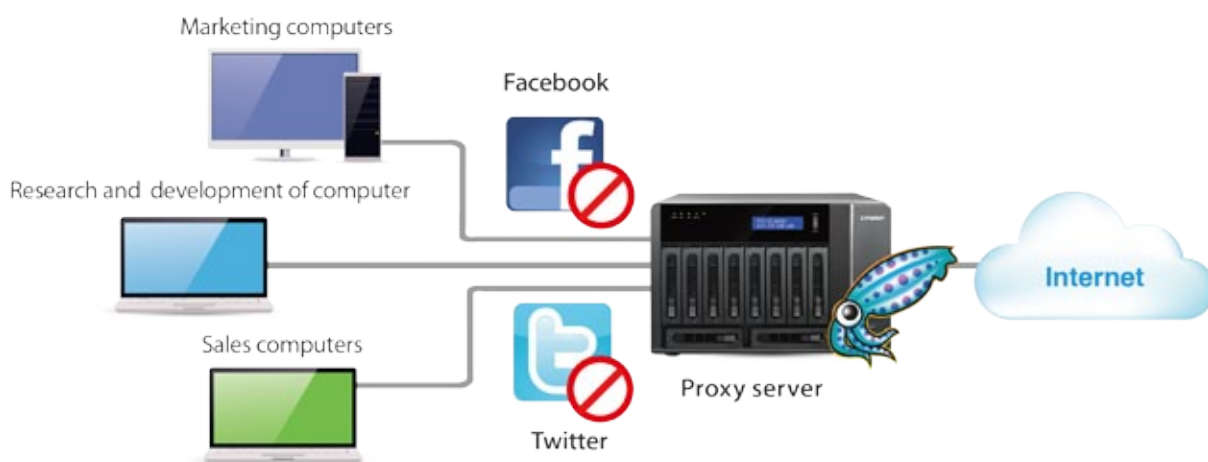 Marketing computers
Facebook
Research and development of computer
Internet
Sales computers
Proxy server
Twitter